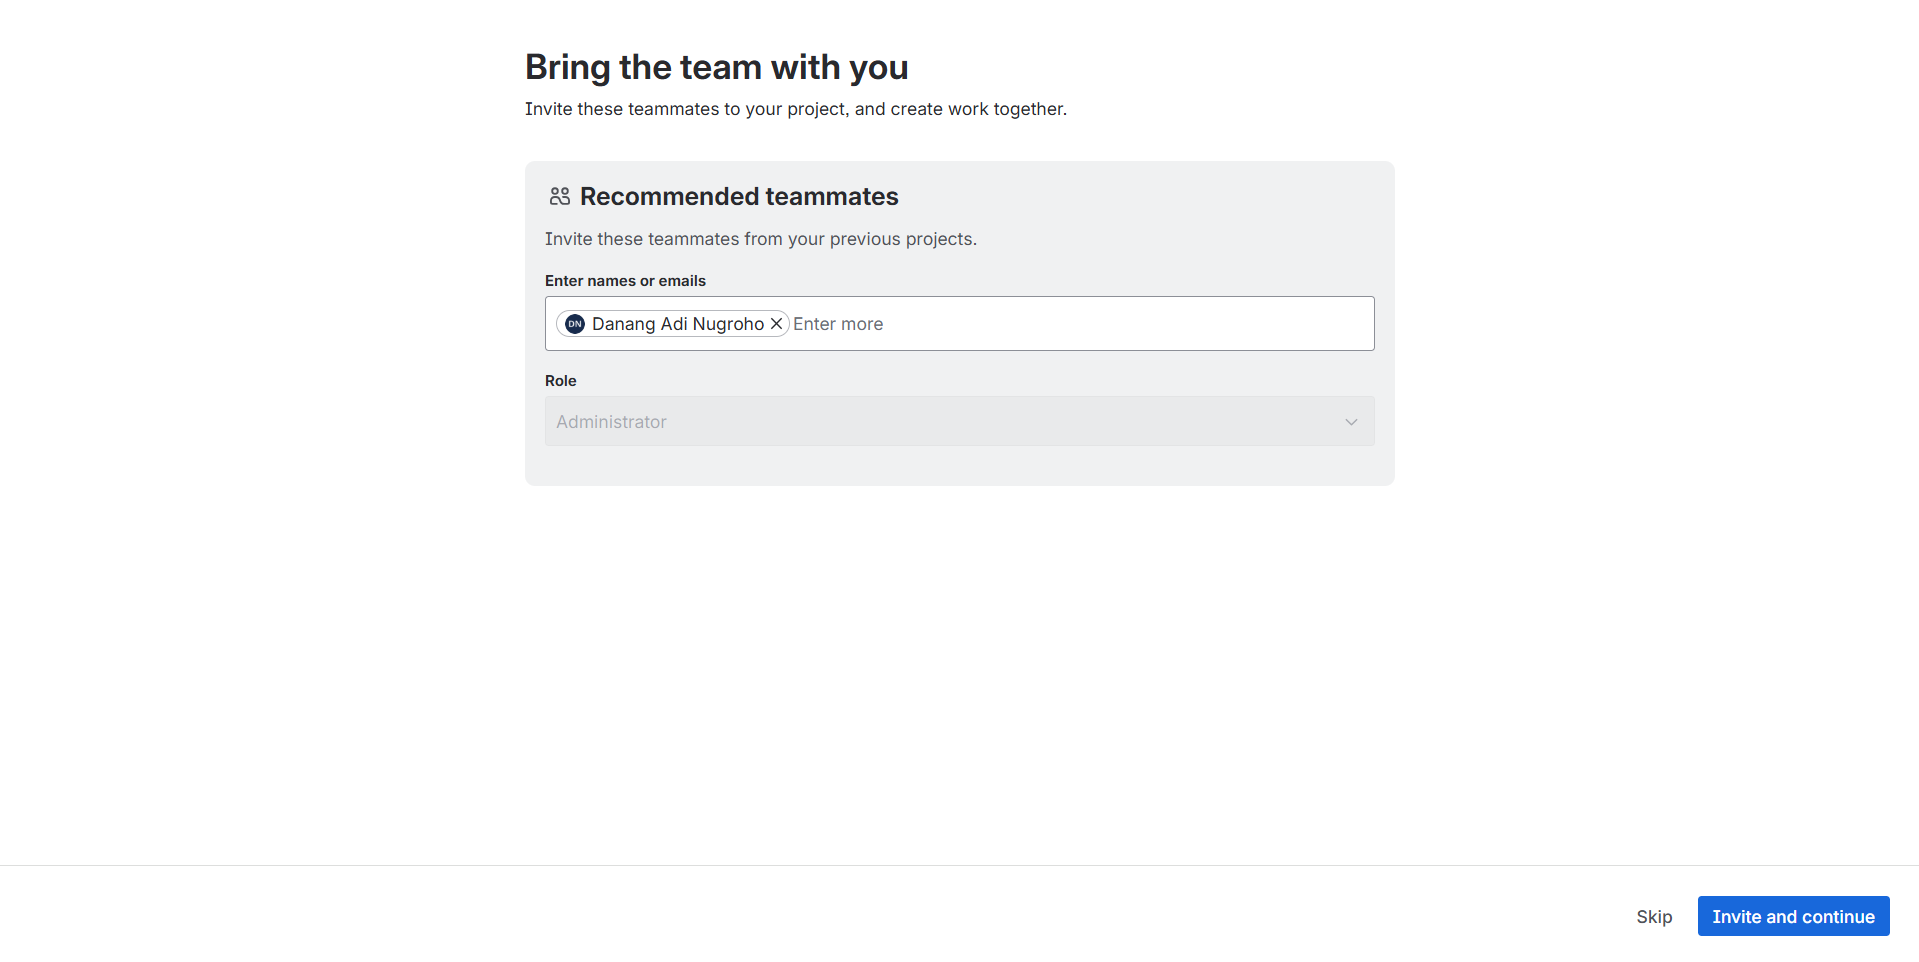 Bring the team with you
Invite these teammates to your project, and create work together.
Recommended teammates
Invite these teammates from your previous projects.
Enter names or emails
DN Danang Adi Nugroho Enter more
Role
Administrator
Skip Invite and continue